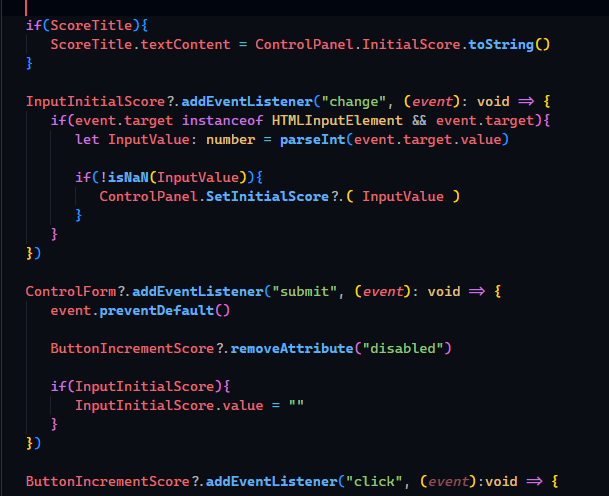 if(ScoreTitle){
ScoreTitle.textContent = ControlPanel.InitialScore.toString()
}
InputInitialScore?.addEventListener("change", (event): void => {
if(event.target instanceof HTMLInputElement && event.target){
let InputValue: number = parseInt(event.target.value)
if(!isNaN(InputValue)){
ControlPanel.SetInitialScore?.( InputValue )
}
}
})
ControlForm?.addEventListener("submit", (event): void => {
event.preventDefault()
ButtonIncrementScore?.removeAttribute("disabled")
if(InputInitialScore){
InputInitialScore.value = ""
}
})
ButtonIncrementScore?.addEventListener("click", (event):void => {